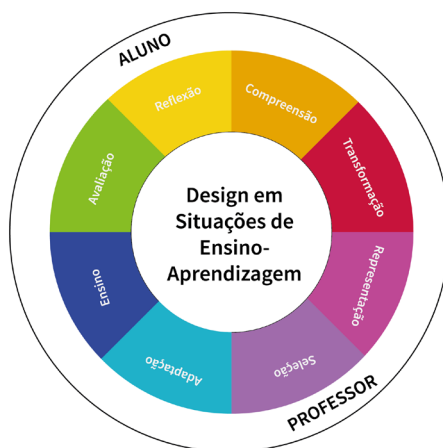 ALUNO
Reflexão
Compreensão
Transformação
Representação
Seleção
Adaptação
Ensino
Avaliação
Design em
Situações de
Ensino-
Aprendizagem
PROFESSOR